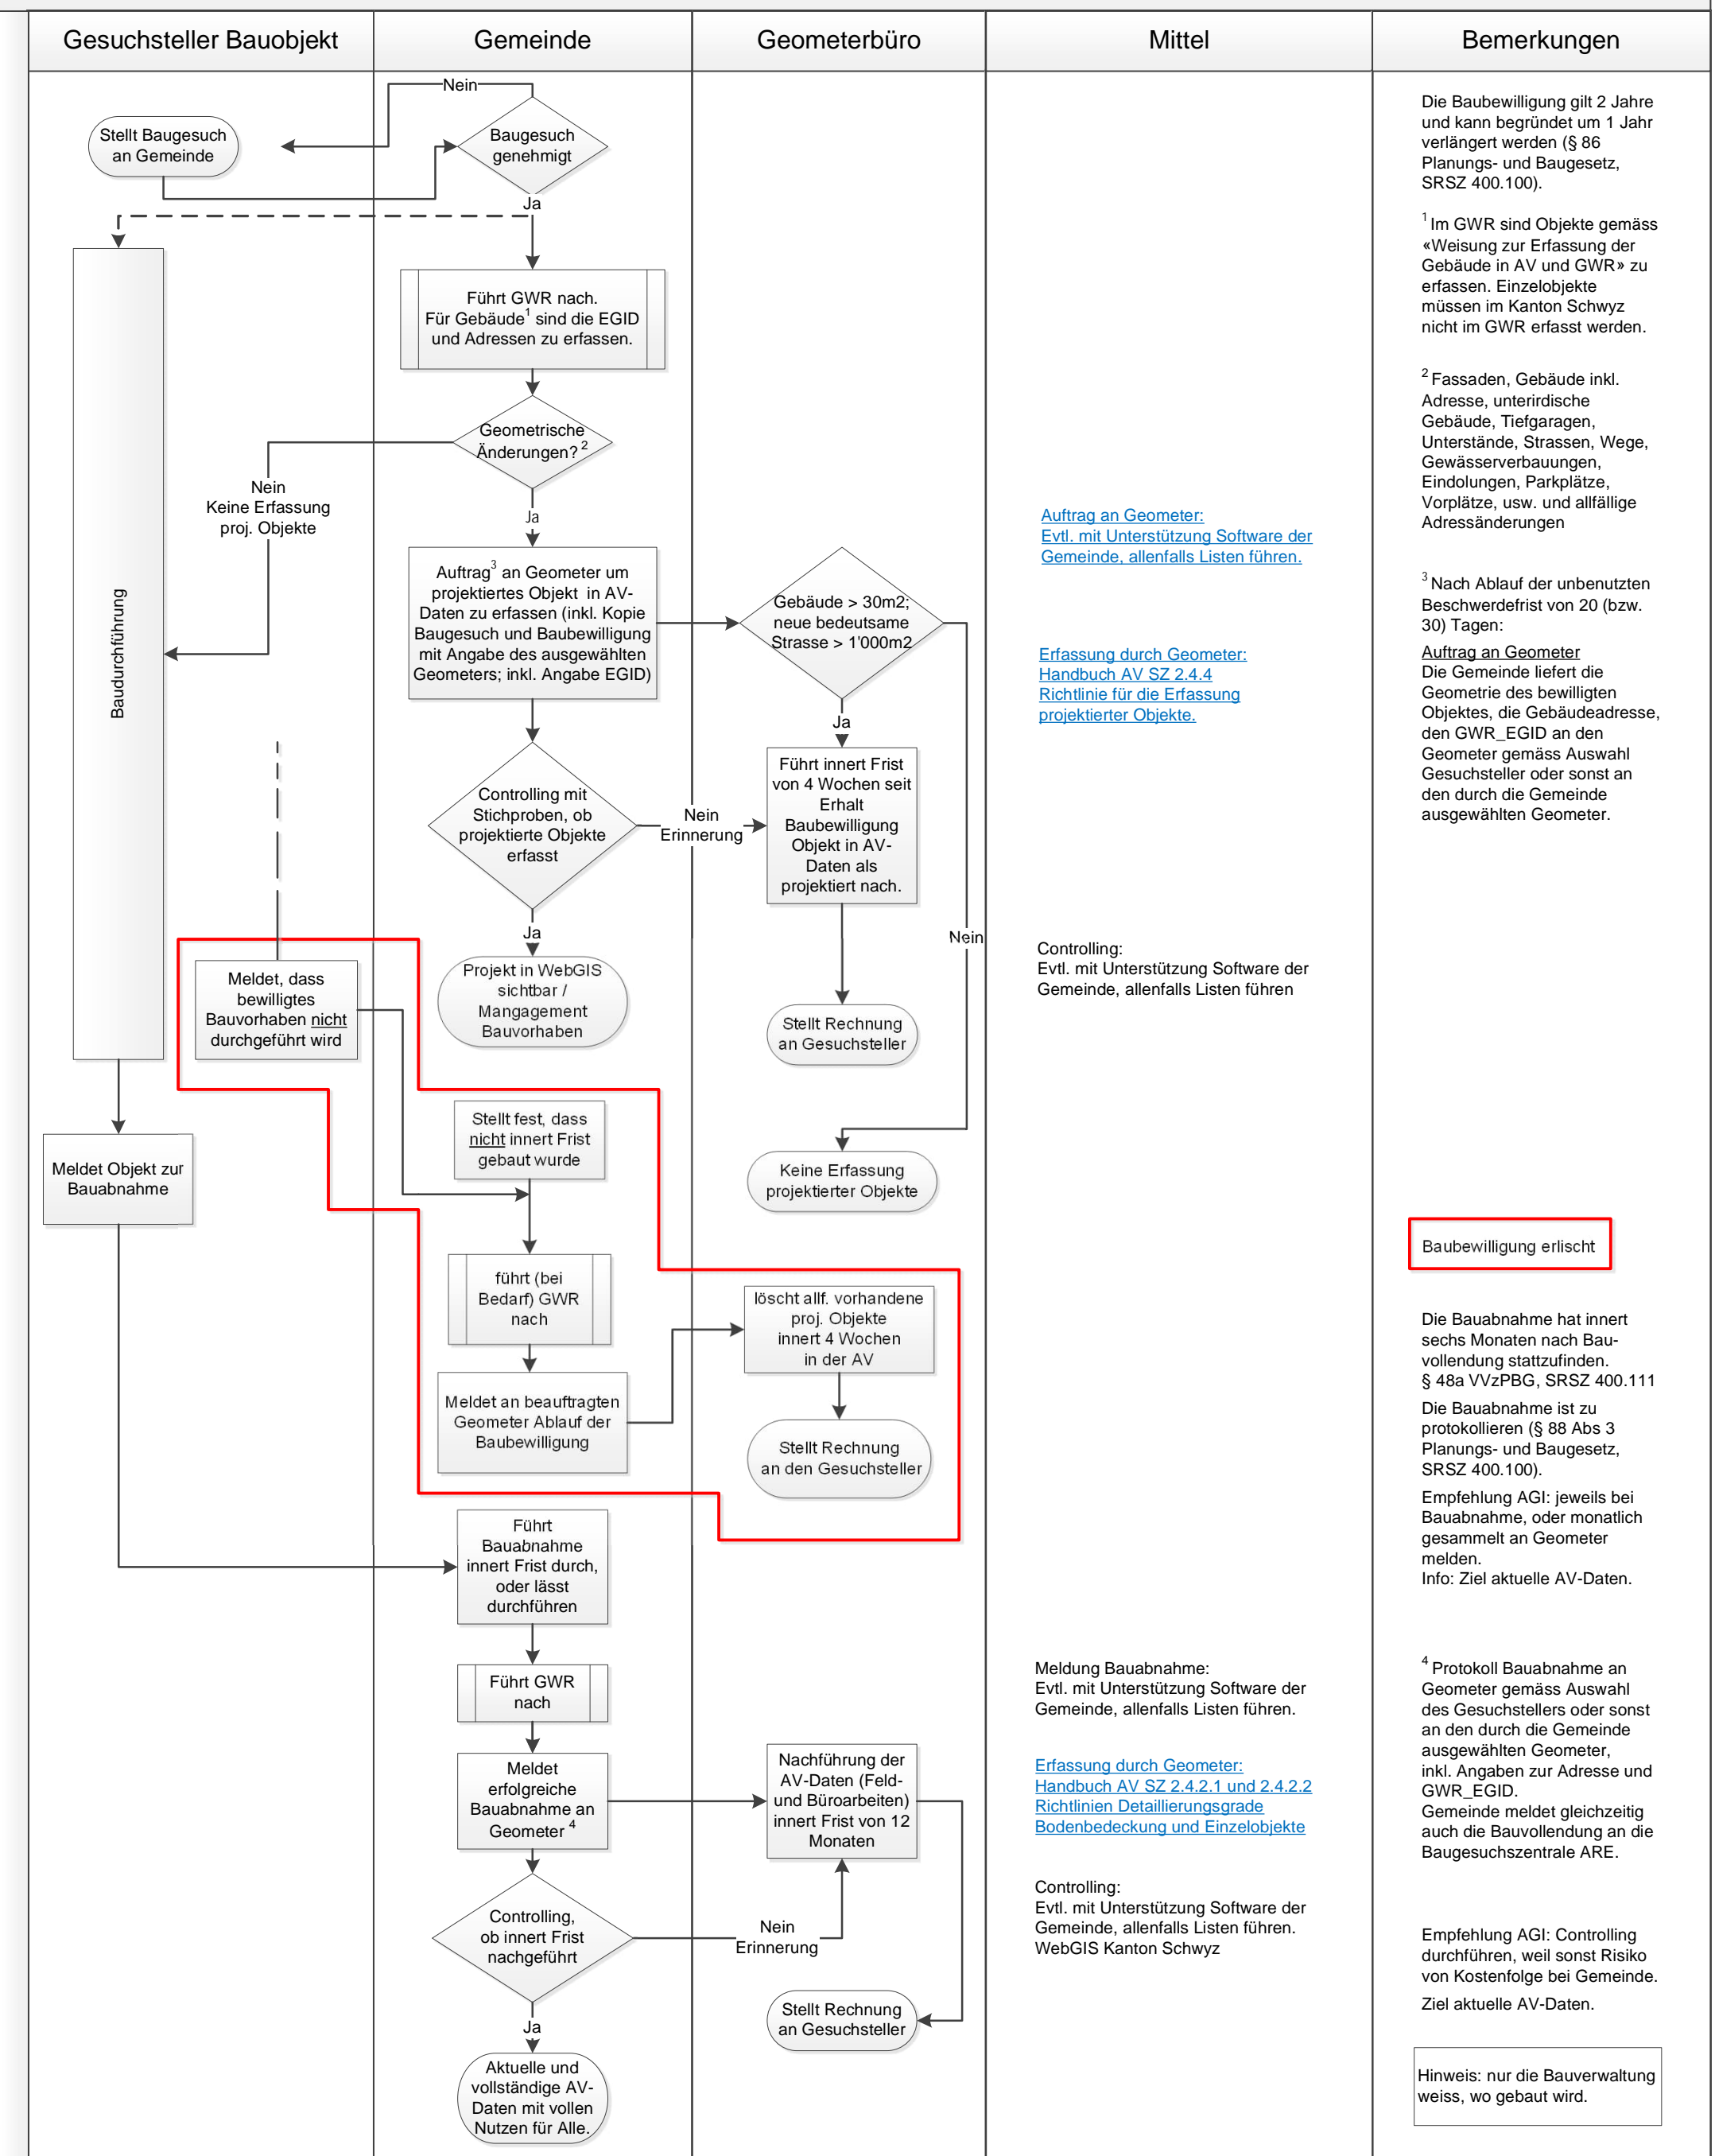 Gesuchsteller Bauobjekt
Gemeinde
Geometerbüro
Mittel
Bemerkungen
Nein
Stellt Baugesuch
an Gemeinde
Baugesuch
genehmigt
Ja
Führt GWR nach.
Für Gebäude1 sind die EGID
und Adressen zu erfassen.
Geometrische
Änderungen? 2
Nein
Keine Erfassung
proj. Objekte
Ja
Baudurchführung
Auftrag3 an Geometer um
projektiertes Objekt in AV-
Daten zu erfassen (inkl. Kopie
Baugesuch und Baubewilligung
mit Angabe des ausgewählten
Geometers; inkl. Angabe EGID)
Gebäude > 30m2;
neue bedeutsame
Strasse > 1'000m2
Ja
Führt innert Frist
von 4 Wochen seit
Erhalt
Baubewilligung
Objekt in AV-
Daten als
projektiert nach.
Controlling mit
Stichproben, ob
projektierte Objekte
erfasst
Nein
Erinnerung
Ja
Nein
Projekt in WebGIS
sichtbar /
Mangagement
Bauvorhaben
Meldet, dass
bewilligtes
Bauvorhaben nicht
durchgeführt wird
Stellt Rechnung
an Gesuchsteller
Stellt fest, dass
nicht innert Frist
gebaut wurde
Meldet Objekt zur
Bauabnahme
Keine Erfassung
projektierter Objekte
führt (bei
Bedarf) GWR
nach
löscht allf. vorhandene
proj. Objekte
innert 4 Wochen
in der AV
Meldet an beauftragten
Geometer Ablauf der
Baubewilligung
Stellt Rechnung
an den Gesuchsteller
Führt
Bauabnahme
innert Frist durch,
oder lässt
durchführen
Führt GWR
nach
Meldet
erfolgreiche
Bauabnahme an
Geometer 4
Nachführung der
AV-Daten (Feld-
und Büroarbeiten)
innert Frist von 12
Monaten
Controlling,
ob innert Frist
nachgeführt
Nein
Erinnerung
Ja
Stellt Rechnung
an Gesuchsteller
Aktuelle und
vollständige AV-
Daten mit vollen
Nutzen für Alle.
Auftrag an Geometer:
Evtl. mit Unterstützung Software der
Gemeinde, allenfalls Listen führen.
Erfassung durch Geometer:
Handbuch AV SZ 2.4.4
Richtlinie für die Erfassung
projektierter Objekte.
Controlling:
Evtl. mit Unterstützung Software der
Gemeinde, allenfalls Listen führen
Meldung Bauabnahme:
Evtl. mit Unterstützung Software der
Gemeinde, allenfalls Listen führen.
Erfassung durch Geometer:
Handbuch AV SZ 2.4.2.1 und 2.4.2.2
Richtlinien Detaillierungsgrade
Bodenbedeckung und Einzelobjekte
Controlling:
Evtl. mit Unterstützung Software der
Gemeinde, allenfalls Listen führen.
WebGIS Kanton Schwyz
Die Baubewilligung gilt 2 Jahre
und kann begründet um 1 Jahr
verlängert werden (§ 86
Planungs- und Baugesetz,
SRSZ 400.100).
1 Im GWR sind Objekte gemäss
«Weisung zur Erfassung der
Gebäude in AV und GWR» zu
erfassen. Einzelobjekte
müssen im Kanton Schwyz
nicht im GWR erfasst werden.
2 Fassaden, Gebäude inkl.
Adresse, unterirdische
Gebäude, Tiefgaragen,
Unterstände, Strassen, Wege,
Gewässerverbauungen,
Eindolungen, Parkplätze,
Vorplätze, usw. und allfällige
Adressänderungen
3 Nach Ablauf der unbenutzten
Beschwerdefrist von 20 (bzw.
30) Tagen:
Auftrag an Geometer
Die Gemeinde liefert die
Geometrie des bewilligten
Objektes, die Gebäudeadresse,
den GWR_EGID an den
Geometer gemäss Auswahl
Gesuchsteller oder sonst an
den durch die Gemeinde
ausgewählten Geometer.
Baubewilligung erlischt
Die Bauabnahme hat innert
sechs Monaten nach Bau-
vollendung stattzufinden.
§ 48a VVzPBG, SRSZ 400.111
Die Bauabnahme ist zu
protokollieren (§ 88 Abs 3
Planungs- und Baugesetz,
SRSZ 400.100).
Empfehlung AGI: jeweils bei
Bauabnahme, oder monatlich
gesammelt an Geometer
melden.
Info: Ziel aktuelle AV-Daten.
4 Protokoll Bauabnahme an
Geometer gemäss Auswahl
des Gesuchstellers oder sonst
an den durch die Gemeinde
ausgewählten Geometer,
inkl. Angaben zur Adresse und
GWR_EGID.
Gemeinde meldet gleichzeitig
auch die Bauvollendung an die
Baugesuchszentrale ARE.
Empfehlung AGI: Controlling
durchführen, weil sonst Risiko
von Kostenfolge bei Gemeinde.
Ziel aktuelle AV-Daten.
Hinweis: nur die Bauverwaltung
weiss, wo gebaut wird.